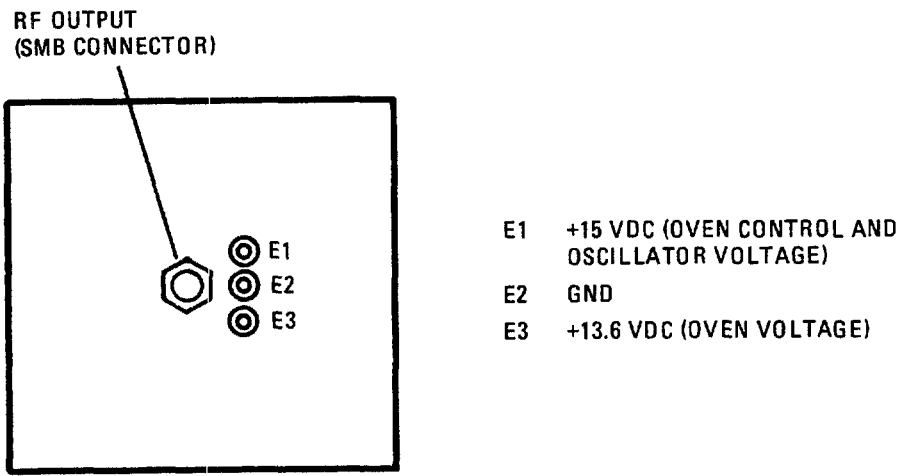 RF OUTPUT
(SMB CONNECTOR)
E1
E2
E3
E1 +15 VDC (OVEN CONTROL AND
OSCILLATOR VOLTAGE)
E2 GND
E3 +13.6 VDC (OVEN VOLTAGE)